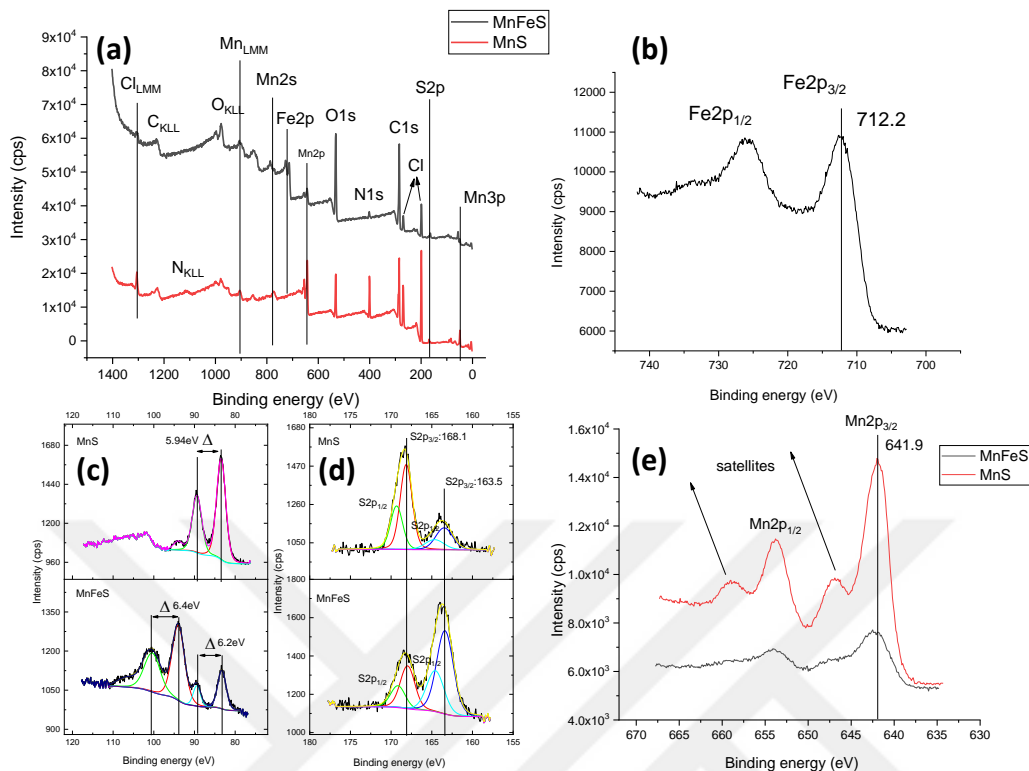 MnFeS
MnS
(a)
Cl_LMM
C_KLL
O_KLL
Mn_LMM
Mn2s
Fe2p
Mn2p
O1s
N1s
C1s
Cl
S2p
Mn3p
N_KLL
9x10⁴
8x10⁴
7x10⁴
6x10⁴
5x10⁴
4x10⁴
3x10⁴
2x10⁴
1x10⁴
0
Intensity (cps)
1400 1200 1000 800 600 400 200 0
Binding energy (eV)
(b)
Fe2p₃/₂
Fe2p₁/₂
712.2
12000
11000
10000
9000
8000
7000
6000
Intensity (cps)
740 730 720 710 700
Binding Energy (eV)
120 110 100 90 80
MnS
(c)
5.94eV Δ
1680
1440
1200
960
MnFeS
Δ 6.4eV
Δ 6.2eV
1350
1200
1050
900
Intensity (cps)
120 110 100 90 80
Binding energy (eV)
180 175 170 165 160 155
MnS
(d)
S2p₃/₂:168.1
S2p₃/₂:163.5
S2p₁/₂
S2p₁/₂
1680
1470
1260
1050
1800
MnFeS
S2p₁/₂
S2p₁/₂
1600
1400
1200
1000
Intensity (cps)
180 175 170 165 160 155
Binding energy (eV)
(e)
Mn2p₃/₂
641.9
MnFeS
MnS
satellites
Mn2p₁/₂
1.6x10⁴
1.4x10⁴
1.2x10⁴
1.0x10⁴
8.0x10³
6.0x10³
4.0x10³
Intensity (cps)
670 665 660 655 650 645 640 635 630
Binding energy (eV)